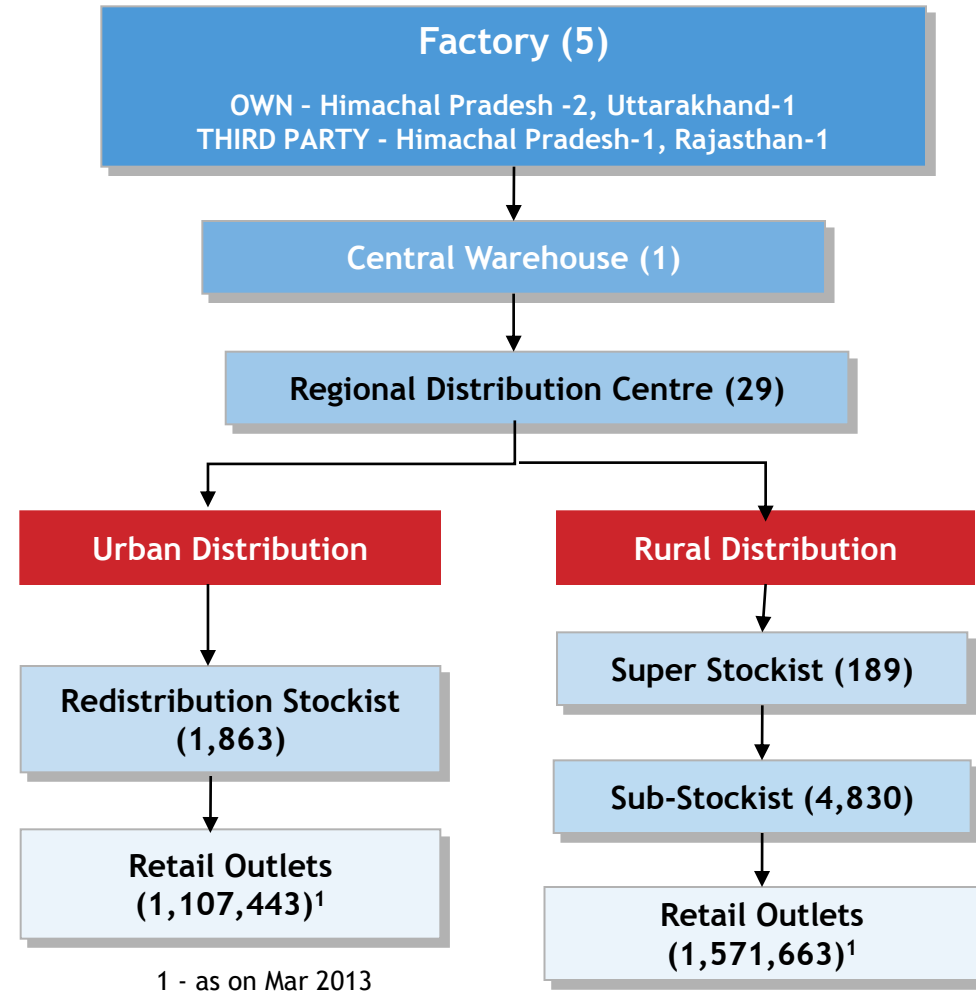 Factory (5)
OWN – Himachal Pradesh -2, Uttarakhand-1
THIRD PARTY - Himachal Pradesh-1, Rajasthan-1
Central Warehouse (1)
Regional Distribution Centre (29)
Urban Distribution
Redistribution Stockist
(1,863)
Retail Outlets
(1,107,443)¹
Rural Distribution
Super Stockist (189)
Sub-Stockist (4,830)
Retail Outlets
(1,571,663)¹
1 - as on Mar 2013